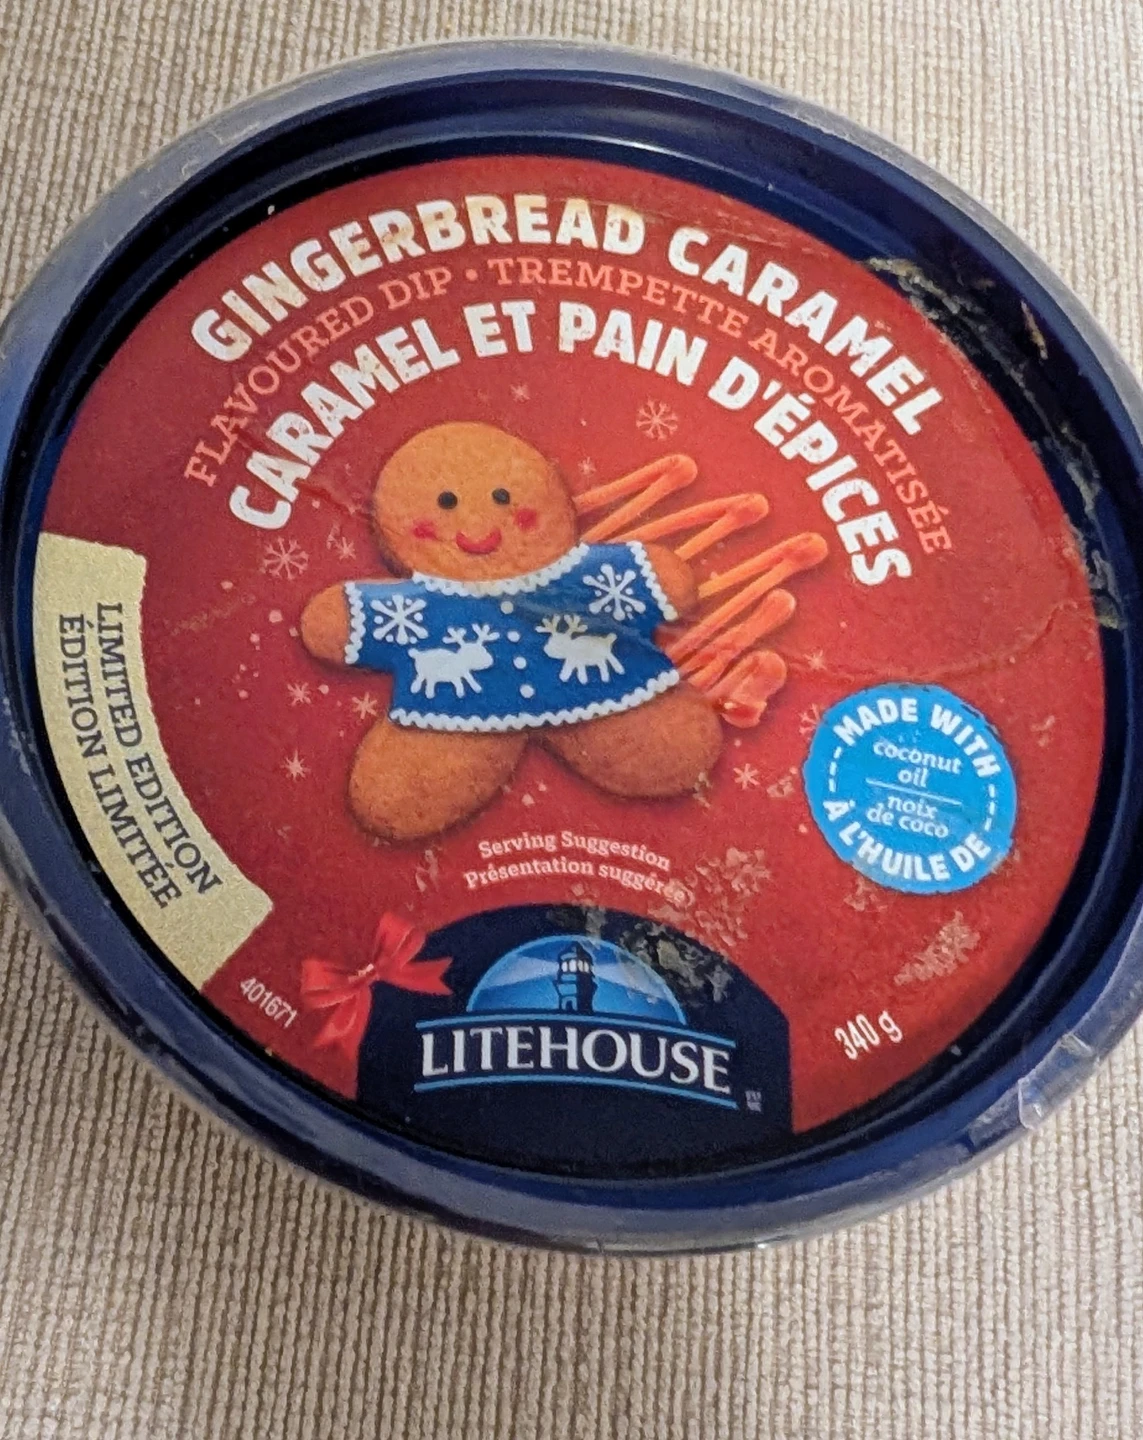 GINGERBREAD CARAMEL
FLAVOURED DIP • TREMPETTE AROMATISÉE
CARAMEL ET PAIN D'ÉPICES
LIMITED EDITION
ÉDITION LIMITÉE
MADE WITH
coconut
oil
noix
de coco
À L'HUILE DE
Serving Suggestion
Présentation suggérée
401671
340 g
LITEHOUSE